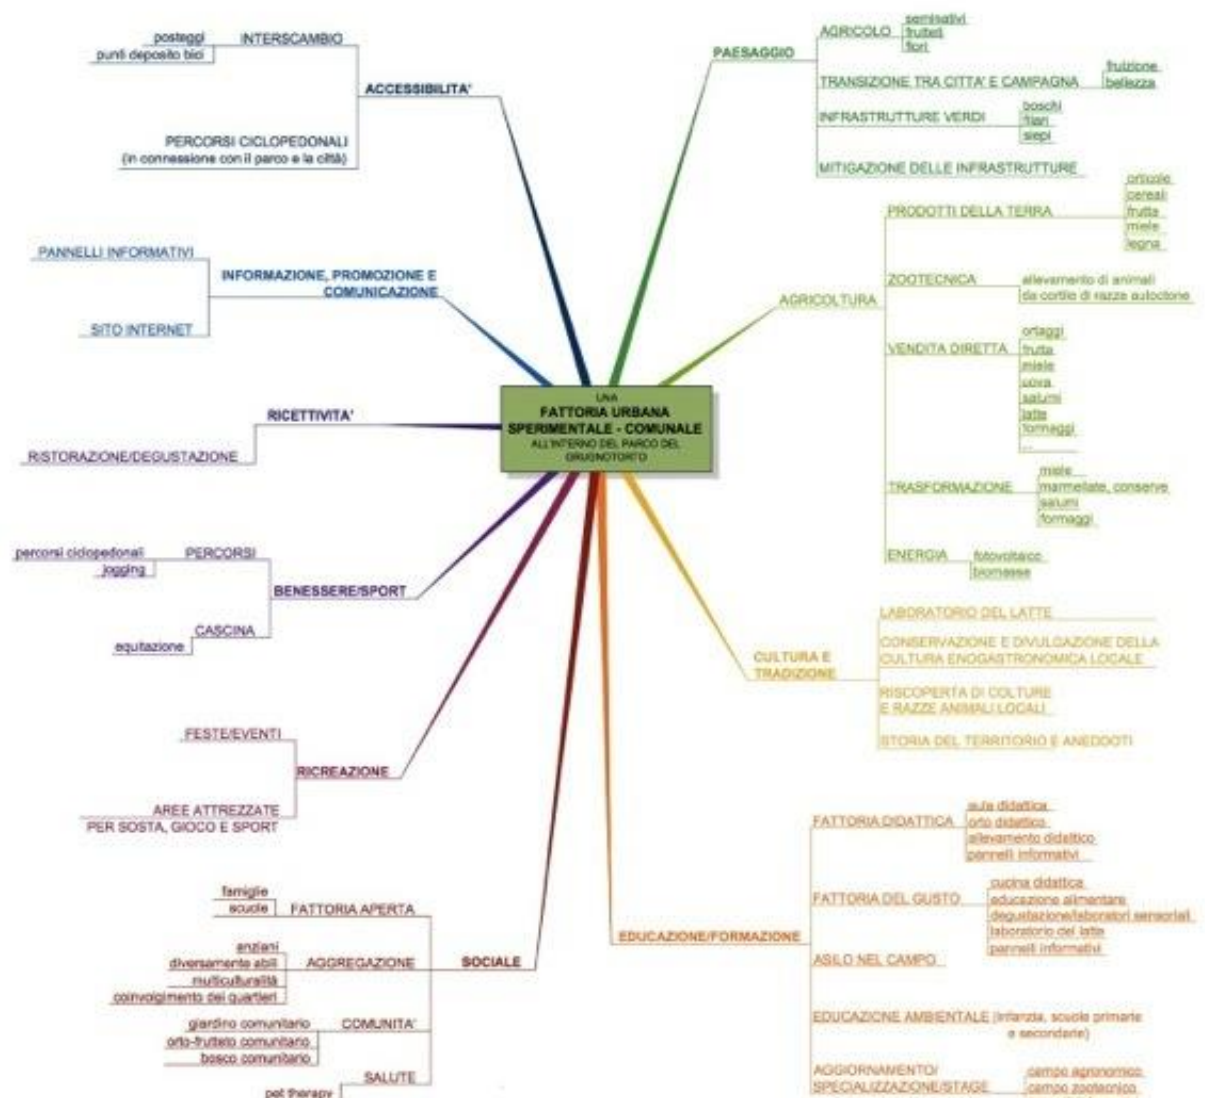 UNA
FATTORIA URBANA
SPERIMENTALE - COMUNALE
ALL'INTERNO DEL PARCO DEL
GRUGNOTORTO
ACCESSIBILITA'
INTERSCAMBIO
posteggi
punti deposito bici
PERCORSI CICLOPEDONALI
(in connessione con il parco e la città)
INFORMAZIONE, PROMOZIONE E
COMUNICAZIONE
PANNELLI INFORMATIVI
SITO INTERNET
RICETTIVITA'
RISTORAZIONE/DEGUSTAZIONE
BENESSERE/SPORT
PERCORSI
percorsi ciclopedonali
jogging
CASCINA
equitazione
RICREAZIONE
FESTE/EVENTI
AREE ATTREZZATE
PER SOSTA, GIOCO E SPORT
SOCIALE
FATTORIA APERTA
famiglie
scuole
AGGREGAZIONE
anziani
diversamente abili
multiculturalità
coinvolgimento dei quartieri
COMUNITA'
giardino comunitario
orto-frutteto comunitario
bosco comunitario
SALUTE
pet therapy
PAESAGGIO
AGRICOLO
seminativi
frutteti
fiori
TRANSIZIONE TRA CITTA' E CAMPAGNA
fruizione
bellezza
INFRASTRUTTURE VERDI
boschi
filari
siepi
MITIGAZIONE DELLE INFRASTRUTTURE
AGRICOLTURA
PRODOTTI DELLA TERRA
orticole
cereali
frutta
miele
legna
ZOOTECNICA
allevamento di animali
da cortile di razze autoctone
VENDITA DIRETTA
ortaggi
frutta
miele
uova
salumi
latte
formaggi
...
TRASFORMAZIONE
miele
marmellate, conserve
salumi
formaggi
ENERGIA
fotovoltaico
biomasse
CULTURA E
TRADIZIONE
LABORATORIO DEL LATTE
CONSERVAZIONE E DIVULGAZIONE DELLA
CULTURA ENOGASTRONOMICA LOCALE
RISCOPERTA DI COLTURE
E RAZZE ANIMALI LOCALI
STORIA DEL TERRITORIO E ANEDDOTI
EDUCAZIONE/FORMAZIONE
FATTORIA DIDATTICA
aula didattica
orto didattico
allevamento didattico
pannelli informativi
FATTORIA DEL GUSTO
cucina didattica
educazione alimentare
degustazione/laboratori sensoriali
laboratorio del latte
pannelli informativi
ASILO NEL CAMPO
EDUCAZIONE AMBIENTALE (infanzia, scuole primarie
e secondarie)
AGGIORNAMENTO/
SPECIALIZZAZIONE/STAGE
campo agronomico
campo zootecnico